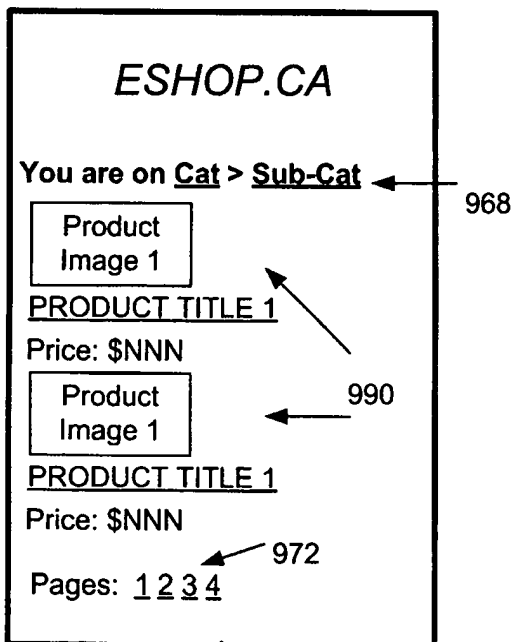 ESHOP.CA
You are on Cat > Sub-Cat
968
Product
Image 1
PRODUCT TITLE 1
Price: $NNN
990
Product
Image 1
PRODUCT TITLE 1
Price: $NNN
972
Pages: 1 2 3 4